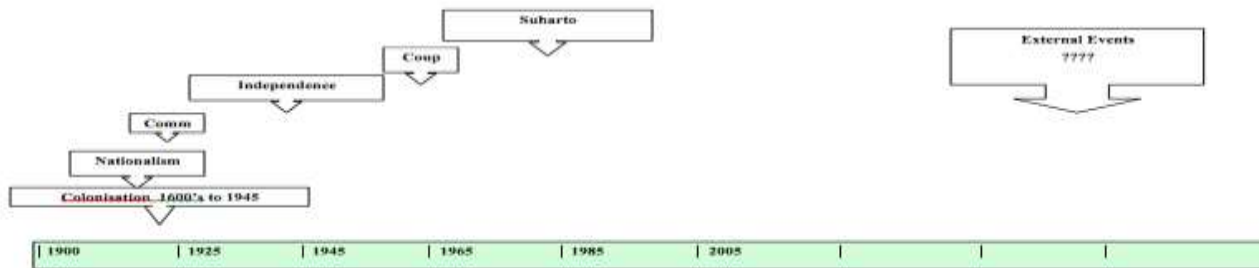 Suharto
External Events
????
Coup
Independence
Comm
Nationalism
Colonisation 1600's to 1945
1900 1925 1945 1965 1985 2005